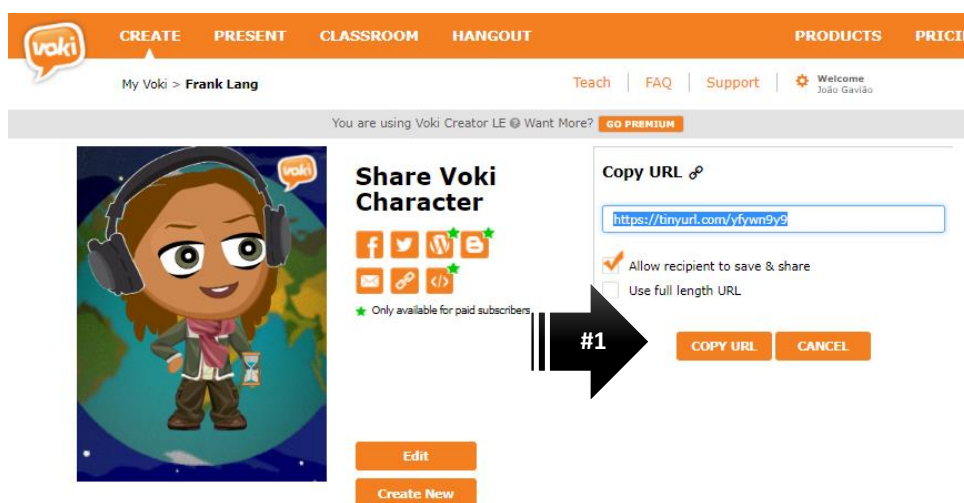 voki
CREATE PRESENT CLASSROOM HANGOUT PRODUCTS
My Voki > Frank Lang
Teach FAQ Support Welcome
João Gavião
You are using Voki Creator LE Want More? GO PREMIUM
voki
Share Voki
Character
Only available for paid subscribers
Copy URL
https://tinyurl.com/yfywn9y9
Allow recipient to save & share
Use full length URL
#1
COPY URL CANCEL
Edit
Create New